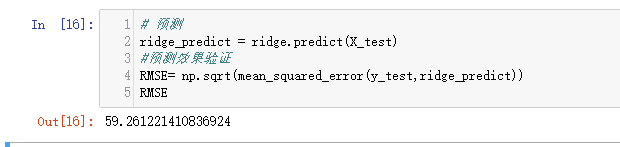 In [16]:
1 # 预测
2 ridge_predict = ridge.predict(X_test)
3 #预测效果验证
4 RMSE= np.sqrt(mean_squared_error(y_test,ridge_predict))
5 RMSE
Out[16]: 59.261221410836924